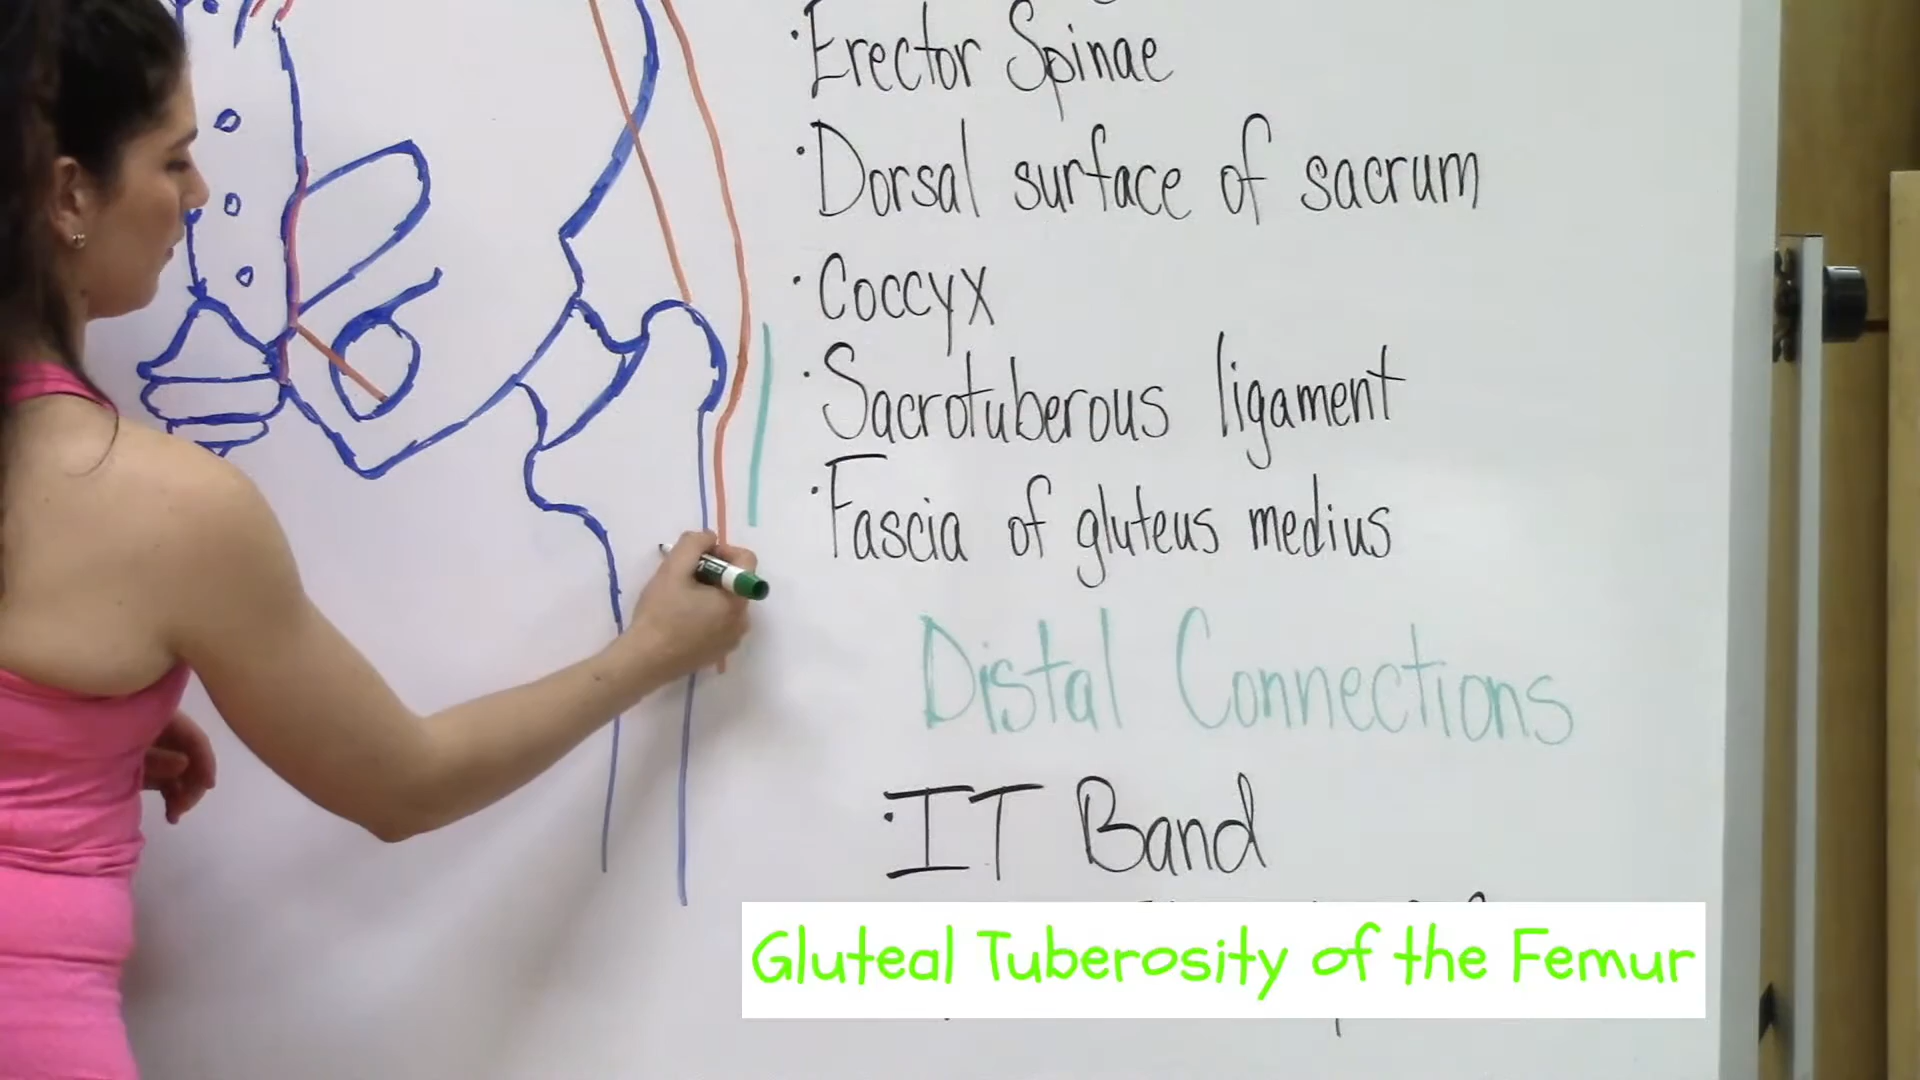 ·Erector Spinae
·Dorsal surface of sacrum
·Coccyx
·Sacrotuberous ligament
·Fascia of gluteus medius
Distal Connections
·IT Band
Gluteal Tuberosity of the Femur